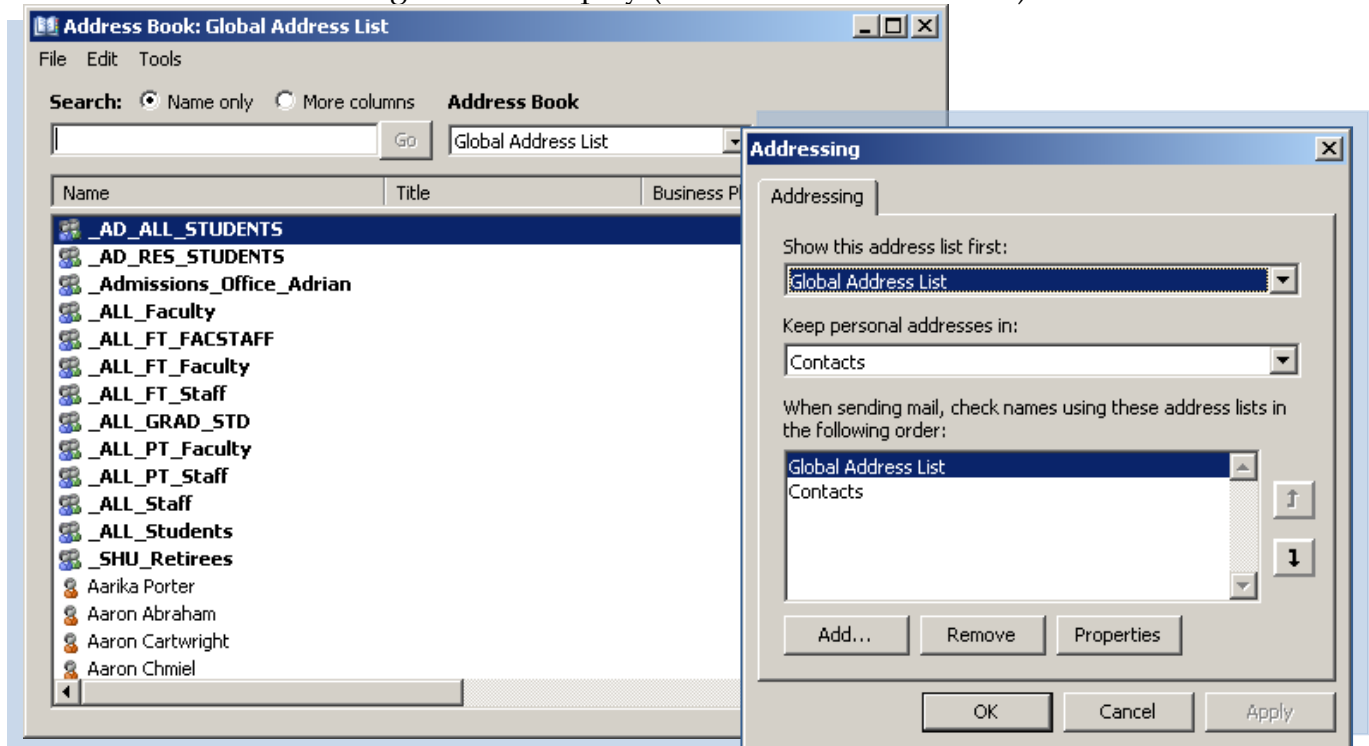 Address Book: Global Address List
File Edit Tools
Search: Name only More columns Address Book
Go Global Address List
Name Title Business
_AD_ALL_STUDENTS
_AD_RES_STUDENTS
_Admissions_Office_Adrian
_ALL_Faculty
_ALL_FT_FACSTAFF
_ALL_FT_Faculty
_ALL_FT_Staff
_ALL_GRAD_STD
_ALL_PT_Faculty
_ALL_PT_Staff
_ALL_Staff
_ALL_Students
_SHU_Retirees
Aarika Porter
Aaron Abraham
Aaron Cartwright
Aaron Chmiel
Addressing
Addressing
Show this address list first:
Global Address List
Keep personal addresses in:
Contacts
When sending mail, check names using these address lists in
the following order:
Global Address List
Contacts
Add... Remove Properties
OK Cancel Apply